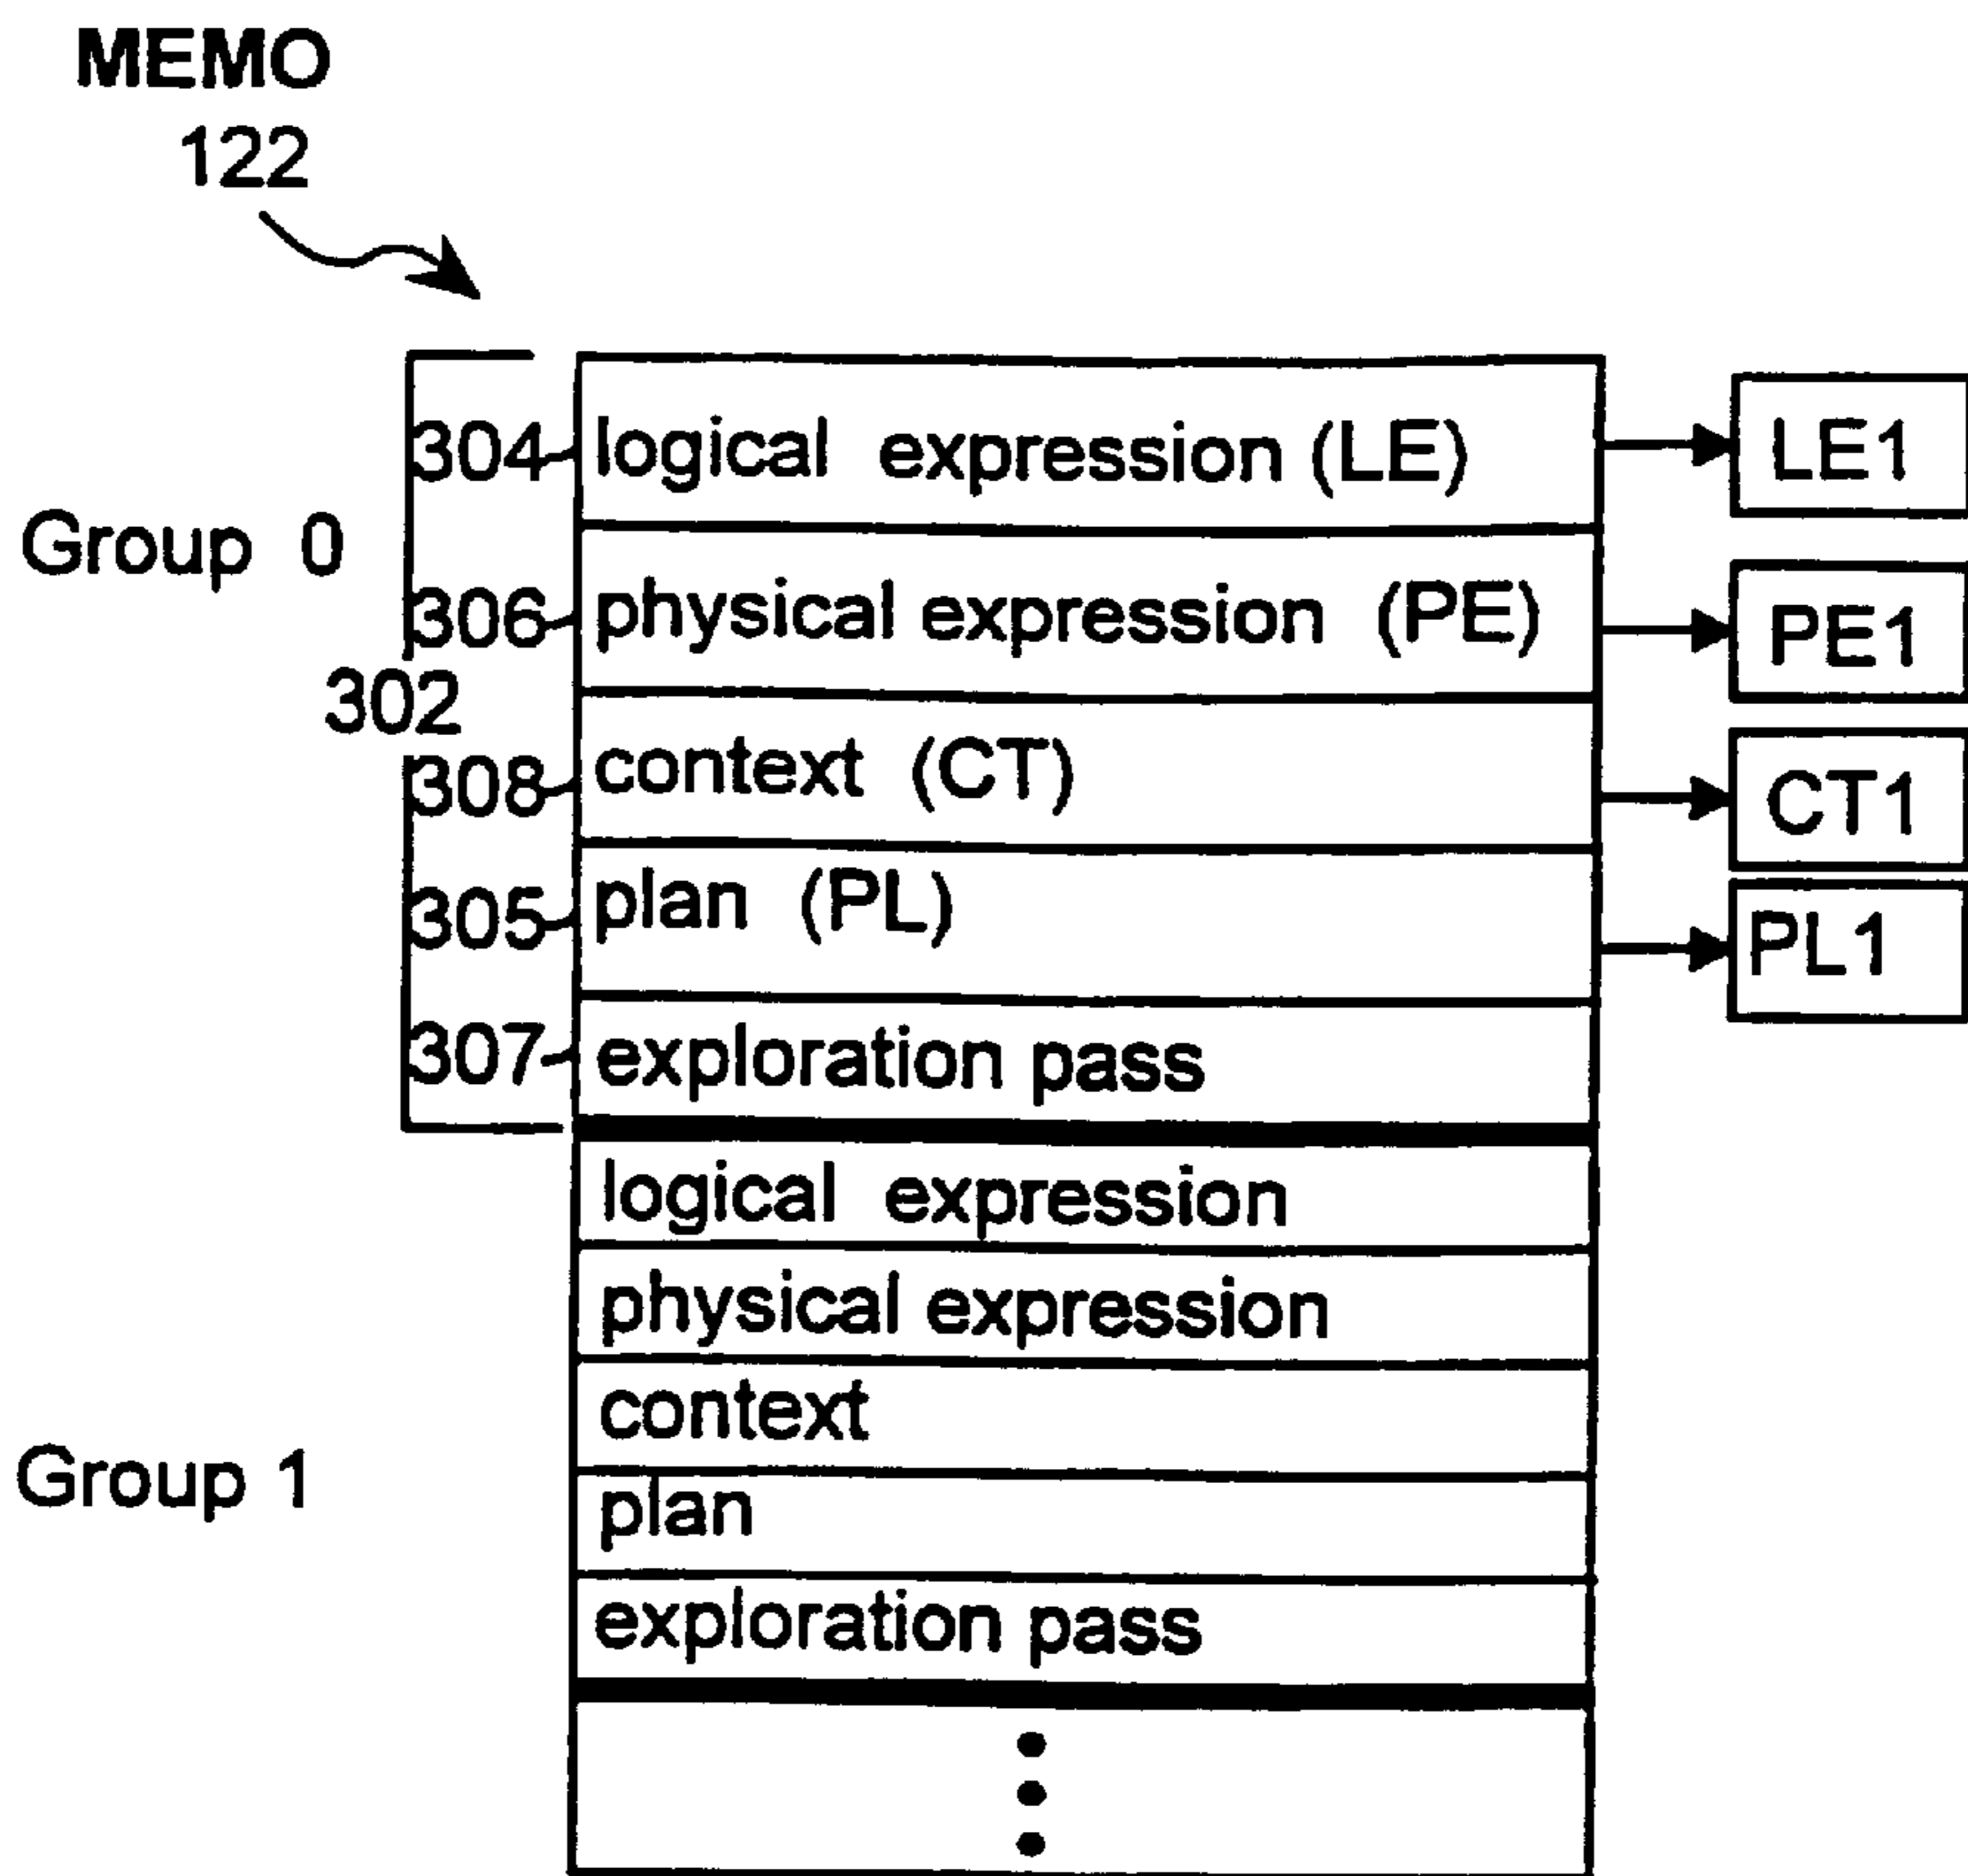 MEMO
122
304 logical expression (LE) LE1
Group 0
306 physical expression (PE) PE1
302
308 context (CT) CT1
305 plan (PL) PL1
307 exploration pass
logical expression
physical expression
context
Group 1
plan
exploration pass